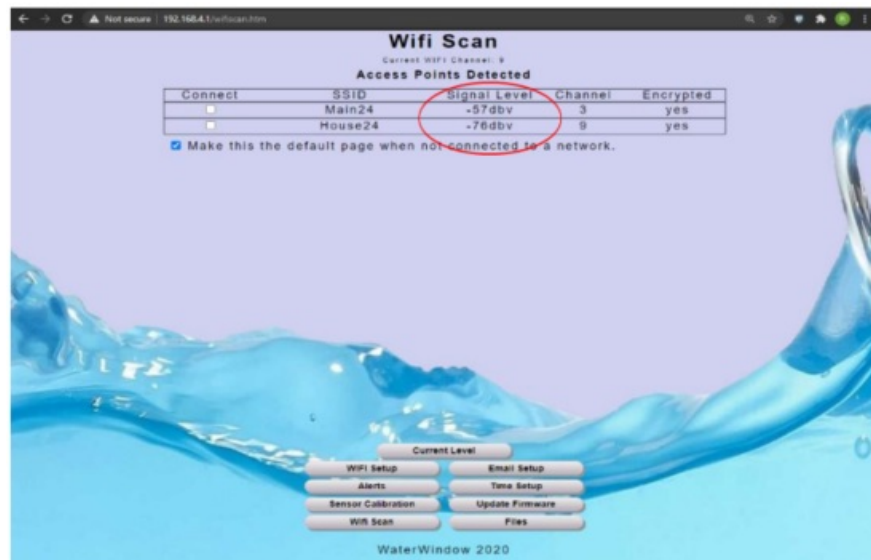 Not secure | 192.168.4.1/wifiscan.htm
Wifi Scan
Current WIFI Channel: 9
Access Points Detected
Connect SSID Signal Level Channel Encrypted
Main24 -57dbv 3 yes
House24 -76dbv 9 yes
Make this the default page when not connected to a network.
Current Level
WIFI Setup Email Setup
Alerts Time Setup
Sensor Calibration Update Firmware
Wifi Scan Files
WaterWindow 2020